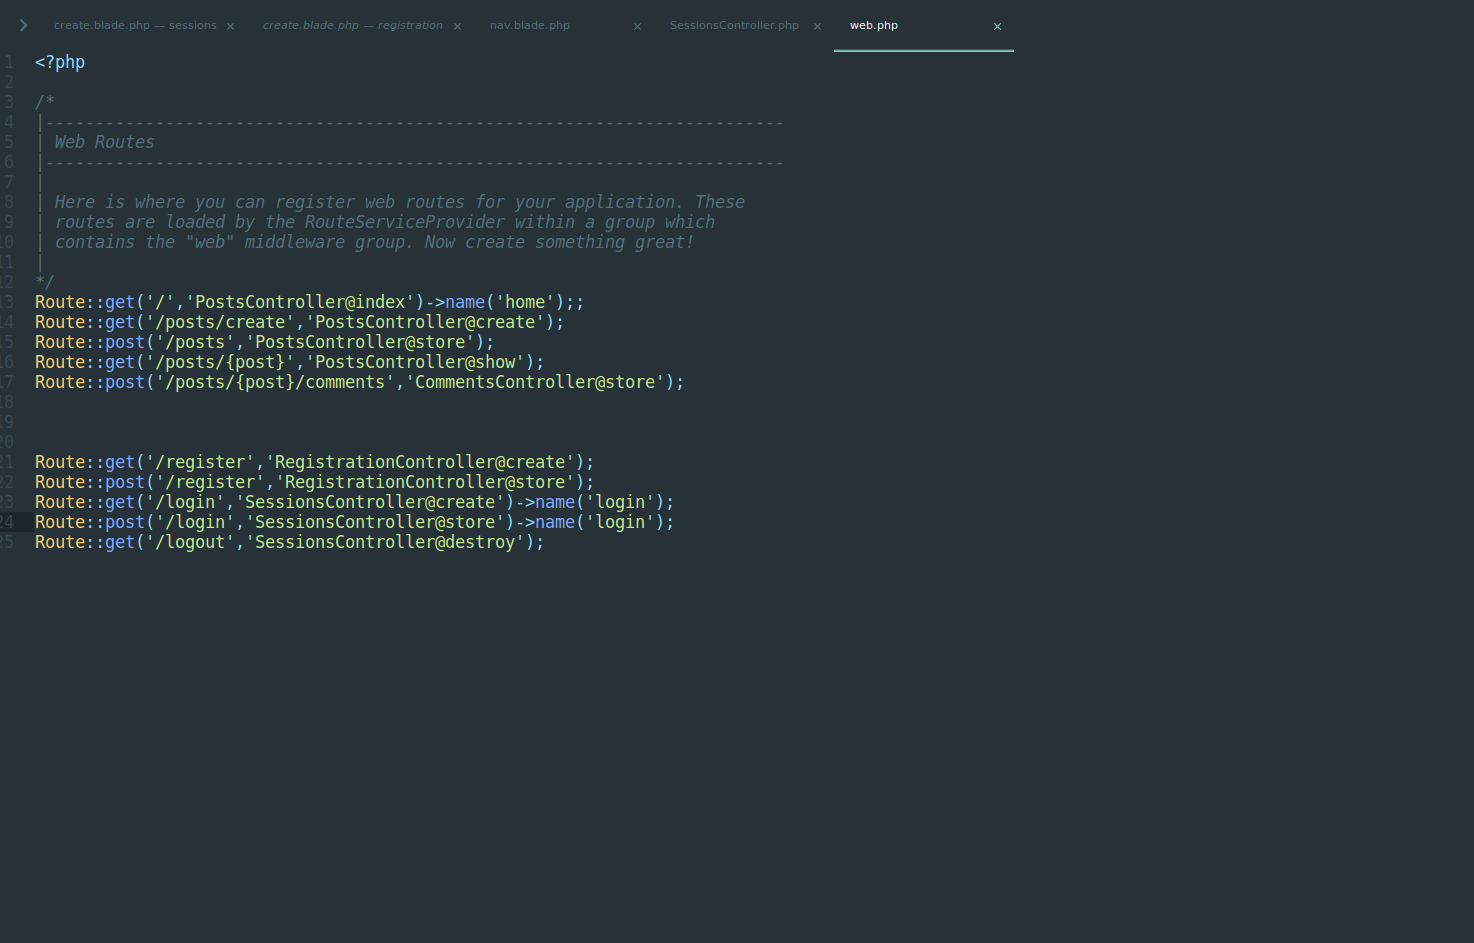 create.blade.php — sessions × create.blade.php — registration × nav.blade.php × SessionsController.php × web.php ×
1 <?php
2
3 /*
4 |--------------------------------------------------------------------------
5 | Web Routes
6 |--------------------------------------------------------------------------
7 |
8 | Here is where you can register web routes for your application. These
9 | routes are loaded by the RouteServiceProvider within a group which
10 | contains the "web" middleware group. Now create something great!
11 |
12 */
13 Route::get('/','PostsController@index')->name('home');;
14 Route::get('/posts/create','PostsController@create');
15 Route::post('/posts','PostsController@store');
16 Route::get('/posts/{post}','PostsController@show');
17 Route::post('/posts/{post}/comments','CommentsController@store');
18
19
20
21 Route::get('/register','RegistrationController@create');
22 Route::post('/register','RegistrationController@store');
23 Route::get('/login','SessionsController@create')->name('login');
24 Route::post('/login','SessionsController@store')->name('login');
25 Route::get('/logout','SessionsController@destroy');